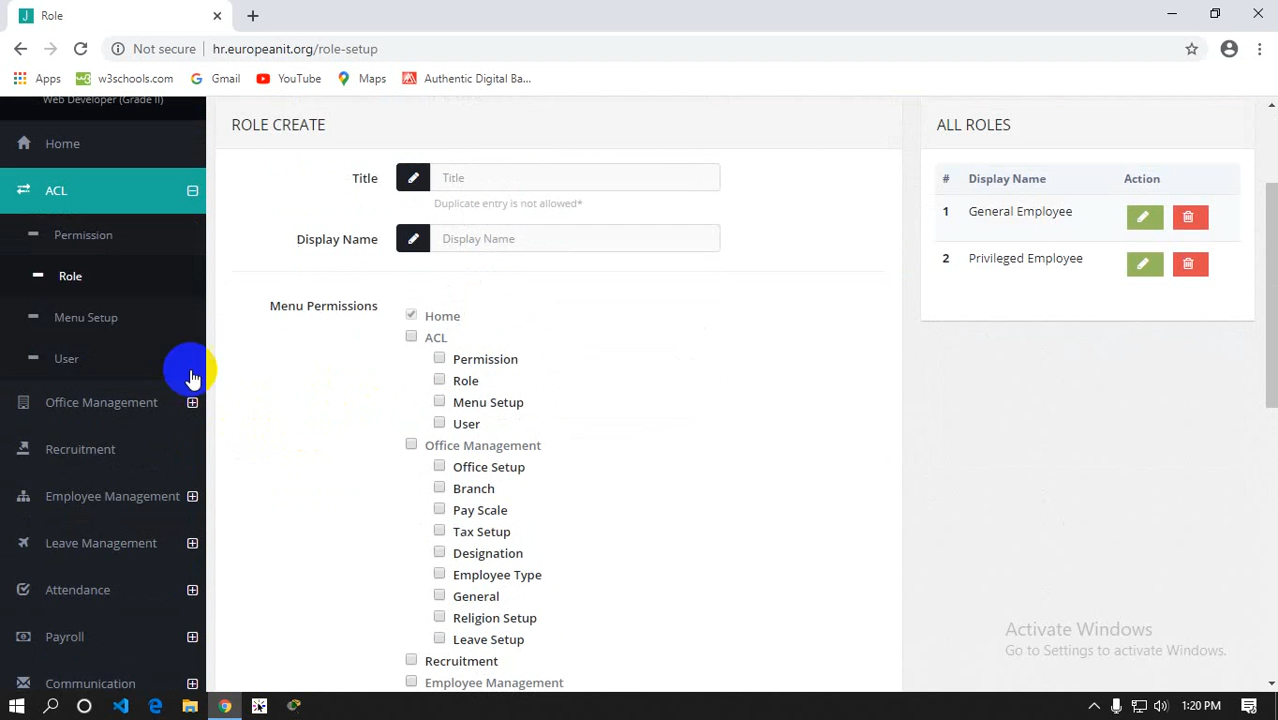 Role
Not secure
hr.europeanit.org/role-setup
Apps
w3schools.com
Gmail
YouTube
Maps
Authentic Digital Ba...
Web Developer (Grade II)
Home
ACL
Permission
Role
Menu Setup
User
Office Management
Recruitment
Employee Management
Leave Management
Attendance
Payroll
Communication
ROLE CREATE
Title
Title
Duplicate entry is not allowed*
Display Name
Display Name
Menu Permissions
Home
ACL
Permission
Role
Menu Setup
User
Office Management
Office Setup
Branch
Pay Scale
Tax Setup
Designation
Employee Type
General
Religion Setup
Leave Setup
Recruitment
Employee Management
ALL ROLES
# Display Name Action
1 General Employee
2 Privileged Employee
Activate Windows
Go to Settings to activate Windows.
1:20 PM